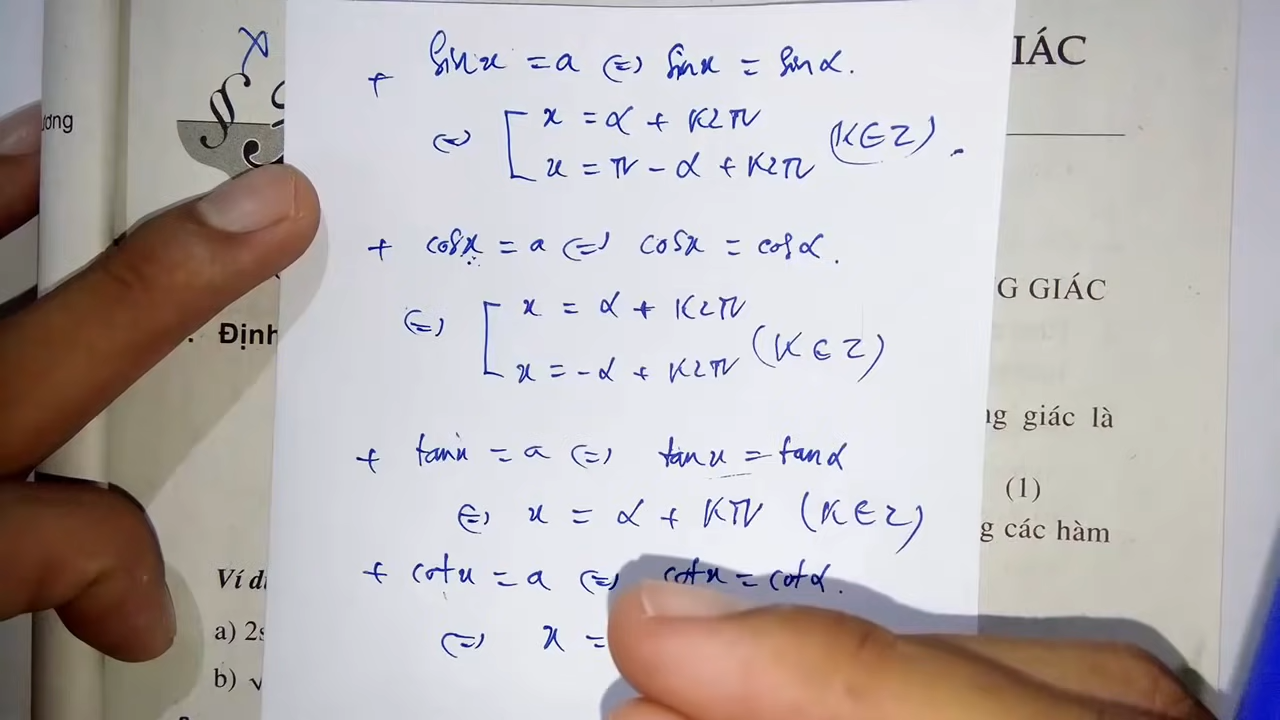 + sinx = a ⇔ sinx = sinα.
⇔ [ x = α + k2π
x = π - α + k2π (k∈Z).
+ cosx = a ⇔ cosx = cosα.
⇔ [ x = α + k2π
x = -α + k2π (k∈Z)
+ tanx = a ⇔ tanx = tanα
⇔ x = α + kπ (k∈Z)
+ cotx = a ⇔ cotx = cotα.
⇔ x =
ương
Định
Ví d
a) 2s
b) √
IÁC
G GIÁC
ng giác là
(1)
g các hàm